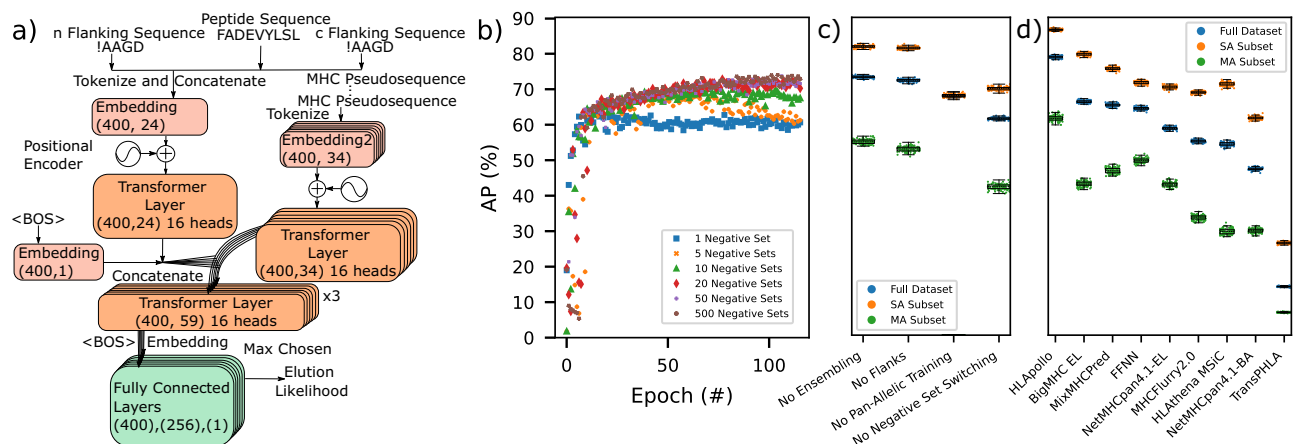 a)
Peptide Sequence
n Flanking Sequence
FADEVYLSL
c Flanking Sequence
!AAGD
!AAGD
Tokenize and Concatenate
MHC Pseudosequence
MHC Pseudosequence
Tokenize
Embedding
(400, 24)
Embedding2
(400, 34)
Positional
Encoder
Transformer
Layer
(400,24) 16 heads
<BOS>
Transformer
Layer
(400,34) 16 heads
Embedding
(400,1)
Concatenate
x3
Transformer Layer
(400, 59) 16 heads
<BOS>
Embedding
Max Chosen
Elution
Likelihood
Fully Connected
Layers
(400),(256),(1)
b)
AP (%)
90
80
70
60
50
40
30
20
10
0
0
50
100
Epoch (#)
1 Negative Set
5 Negative Sets
10 Negative Sets
20 Negative Sets
50 Negative Sets
500 Negative Sets
c)
Full Dataset
SA Subset
MA Subset
No Ensembling
No Flanks
No Pan-Allelic Training
No Negative Set Switching
d)
Full Dataset
SA Subset
MA Subset
HLApollo
BigMHC EL
MixMHCPred
FFNN
NetMHCpan4.1-EL
MHCFlurry2.0
HLAthena MSiC
NetMHCpan4.1-BA
TransPHLA